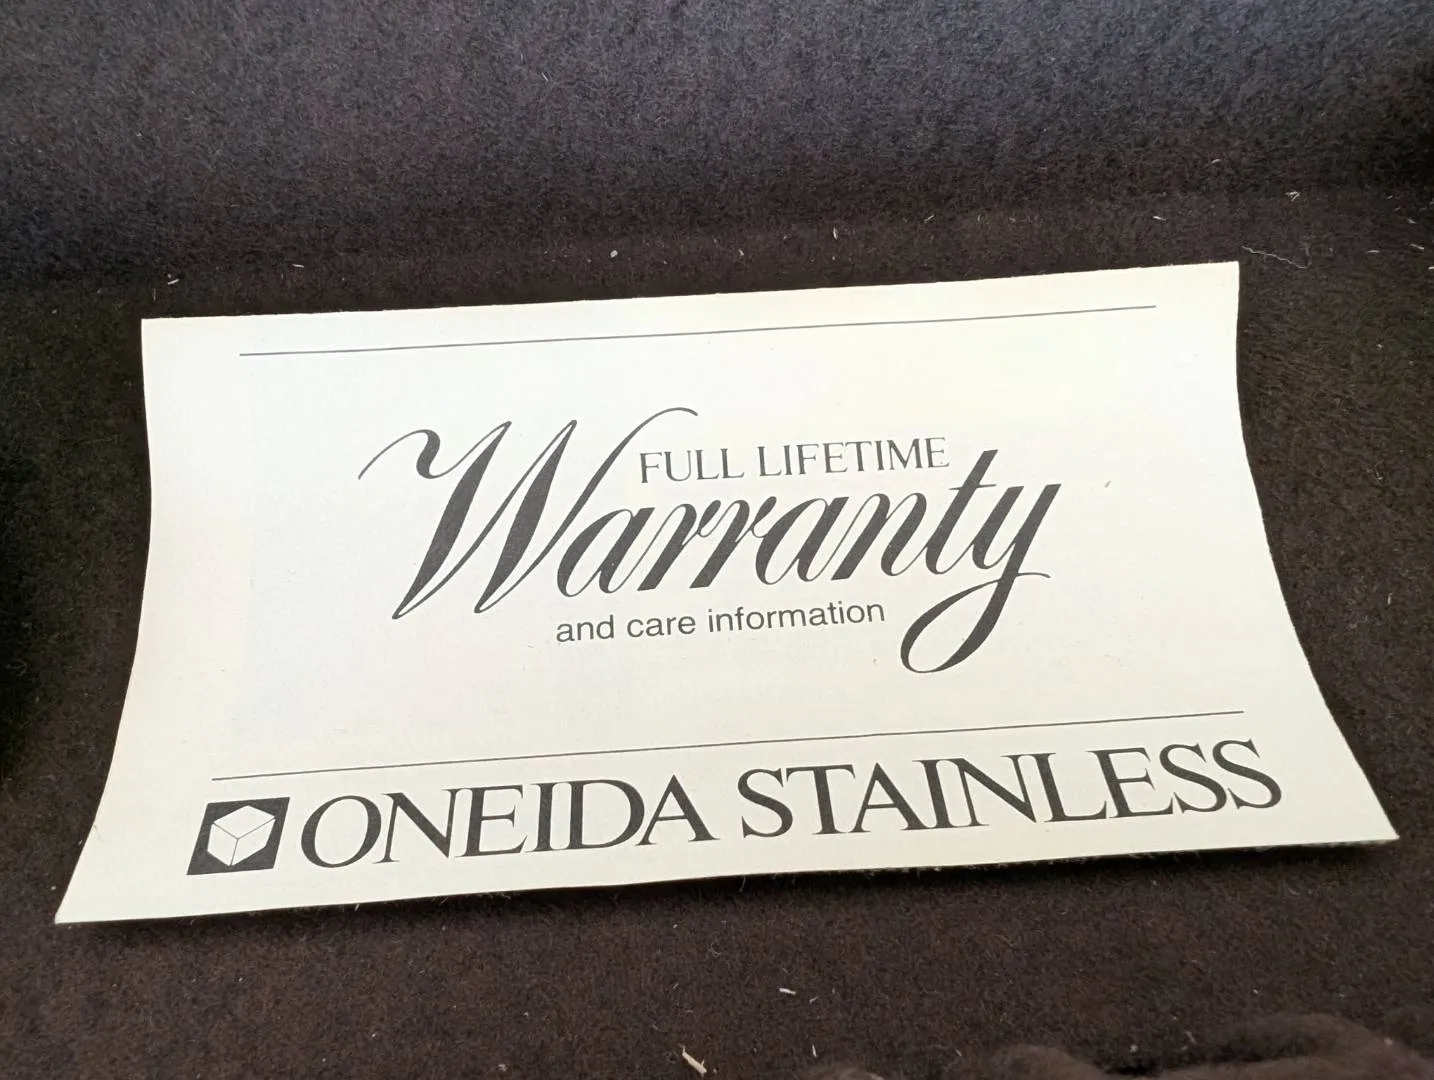 FULL LIFETIME
Warranty
and care information
ONEIDA STAINLESS